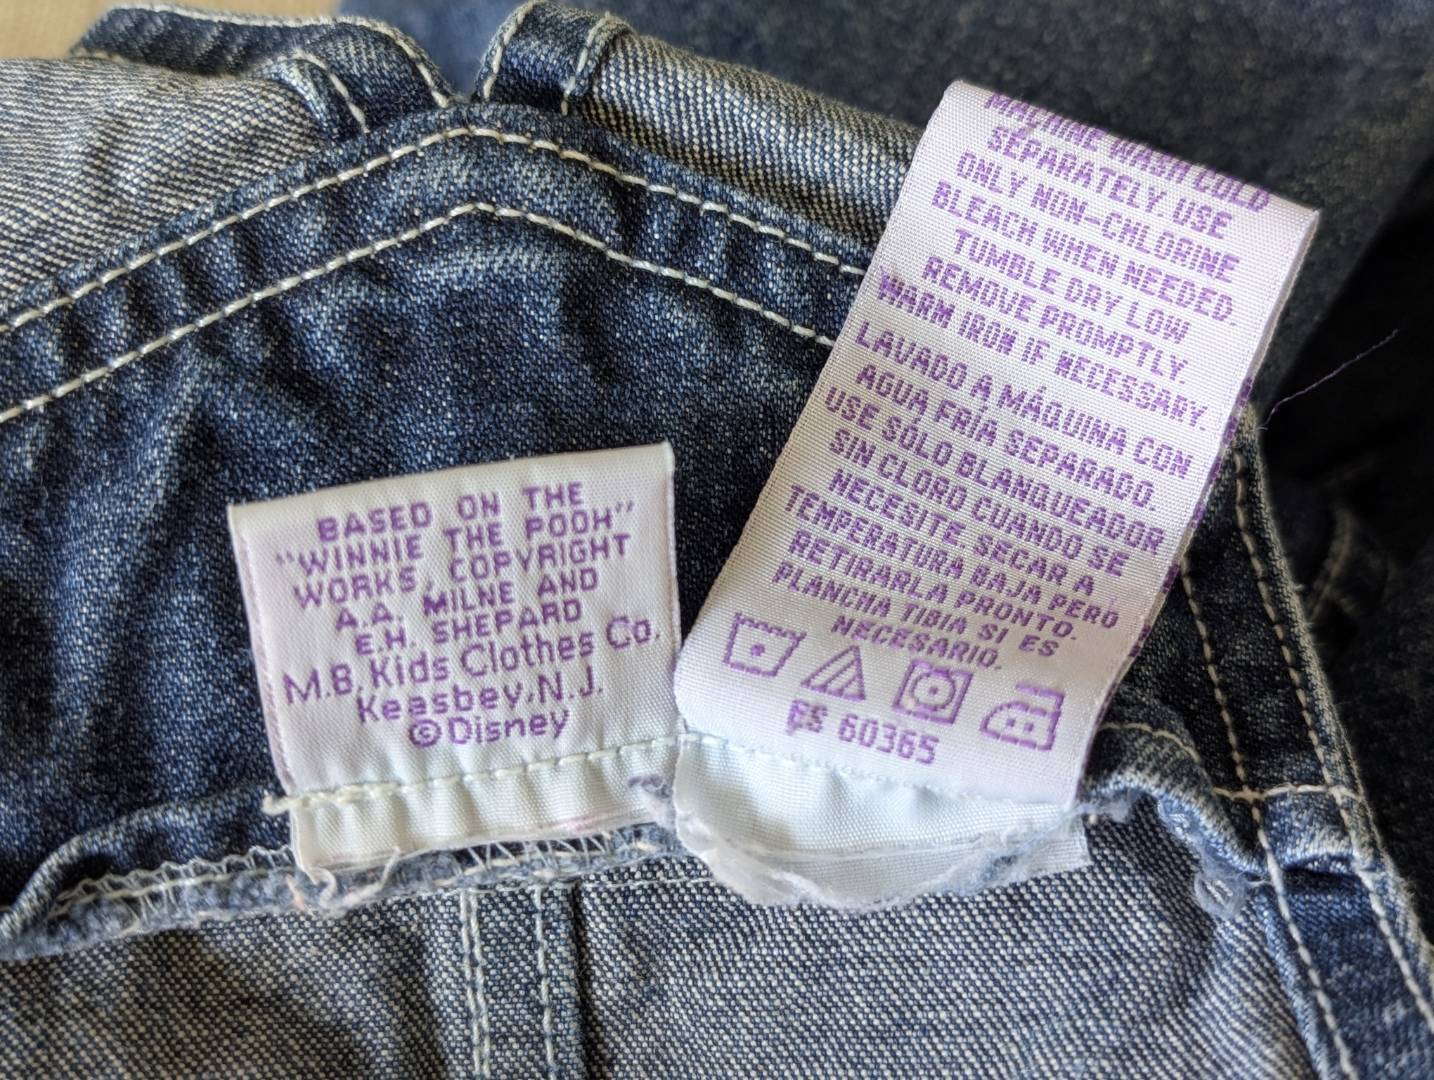 BASED ON THE
"WINNIE THE POOH"
WORKS, COPYRIGHT
A.A. MILNE AND
E.H. SHEPARD
M.B. Kids Clothes Co.
Keasbey, N.J.
©Disney
MACHINE WASH COLD
SEPARATELY. USE
ONLY NON-CHLORINE
BLEACH WHEN NEEDED.
TUMBLE DRY LOW
REMOVE PROMPTLY.
WARM IRON IF NECESSARY.
LAVADO A MÁQUINA CON
AGUA FRÍA SEPARADO.
USE SÓLO BLANQUEADOR
SIN CLORO CUANDO SE
NECESITE. SECAR A
TEMPERATURA BAJA PERO
RETIRARLA PRONTO.
PLANCHA TIBIA SI ES
NECESARIO.
ES 60365